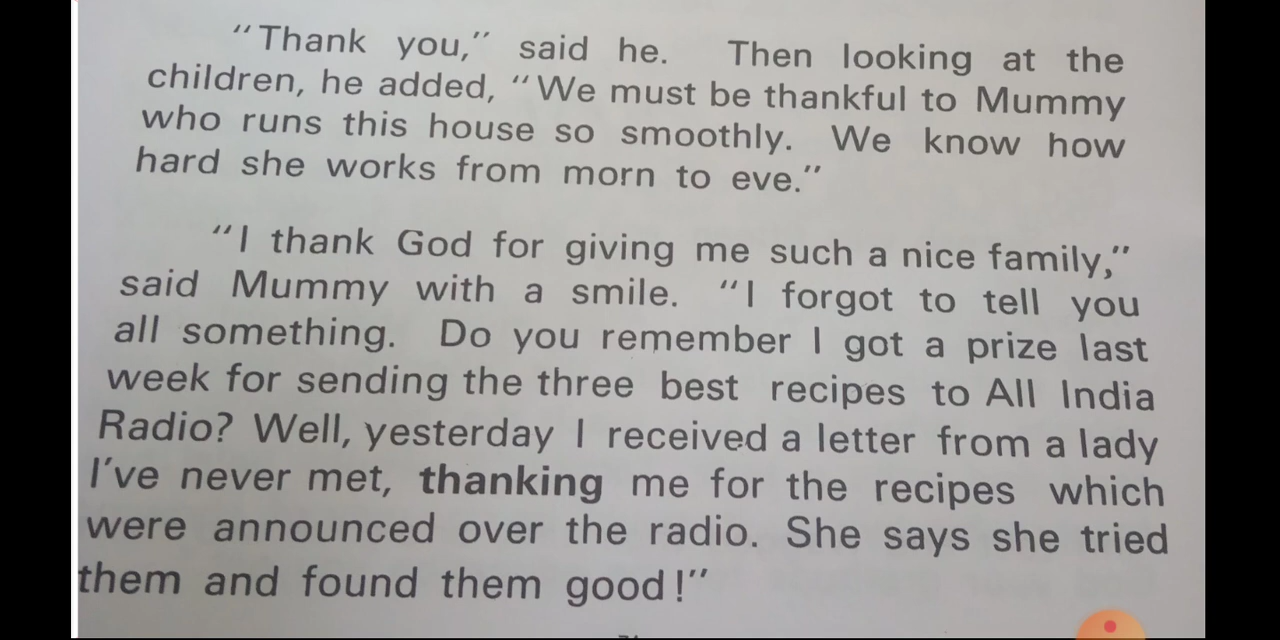 “Thank you,” said he. Then looking at the
children, he added, “We must be thankful to Mummy
who runs this house so smoothly. We know how
hard she works from morn to eve.”
“I thank God for giving me such a nice family,”
said Mummy with a smile. “I forgot to tell you
all something. Do you remember I got a prize last
week for sending the three best recipes to All India
Radio? Well, yesterday I received a letter from a lady
I’ve never met, thanking me for the recipes which
were announced over the radio. She says she tried
them and found them good!”